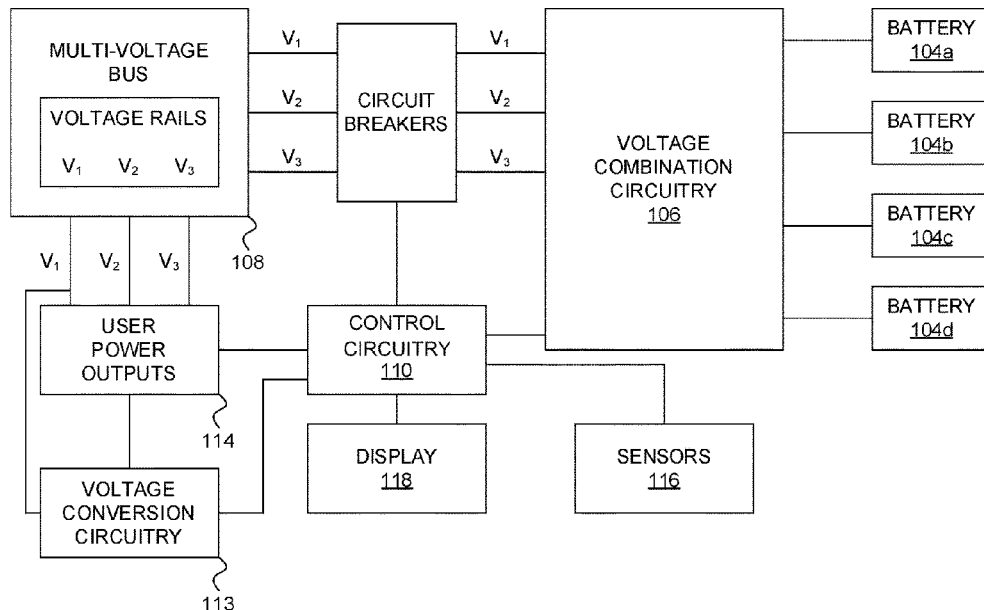 MULTI-VOLTAGE
BUS
VOLTAGE RAILS
V₁ V₂ V₃
V₁
V₂
V₃
CIRCUIT
BREAKERS
V₁
V₂
V₃
VOLTAGE
COMBINATION
CIRCUITRY
106
BATTERY
104a
BATTERY
104b
BATTERY
104c
BATTERY
104d
108
V₁ V₂ V₃
USER
POWER
OUTPUTS
114
CONTROL
CIRCUITRY
110
DISPLAY
118
SENSORS
116
VOLTAGE
CONVERSION
CIRCUITRY
113